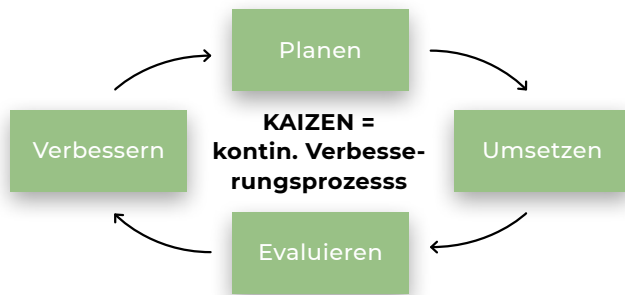 Planen
KAIZEN =
kontin. Verbesse-
rungsprozesss
Verbessern
Umsetzen
Evaluieren